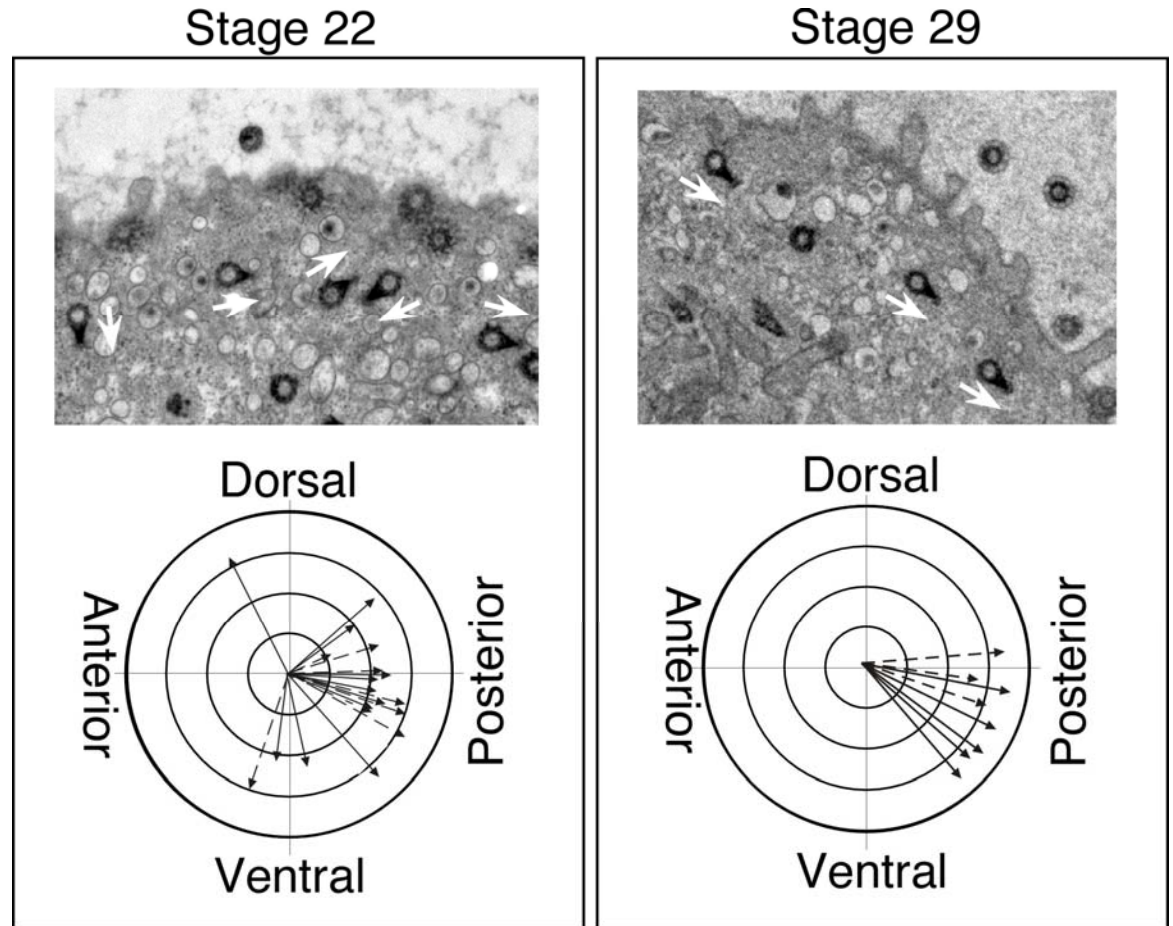 Stage 22
Dorsal
Anterior
Posterior
Ventral
Stage 29
Dorsal
Anterior
Posterior
Ventral